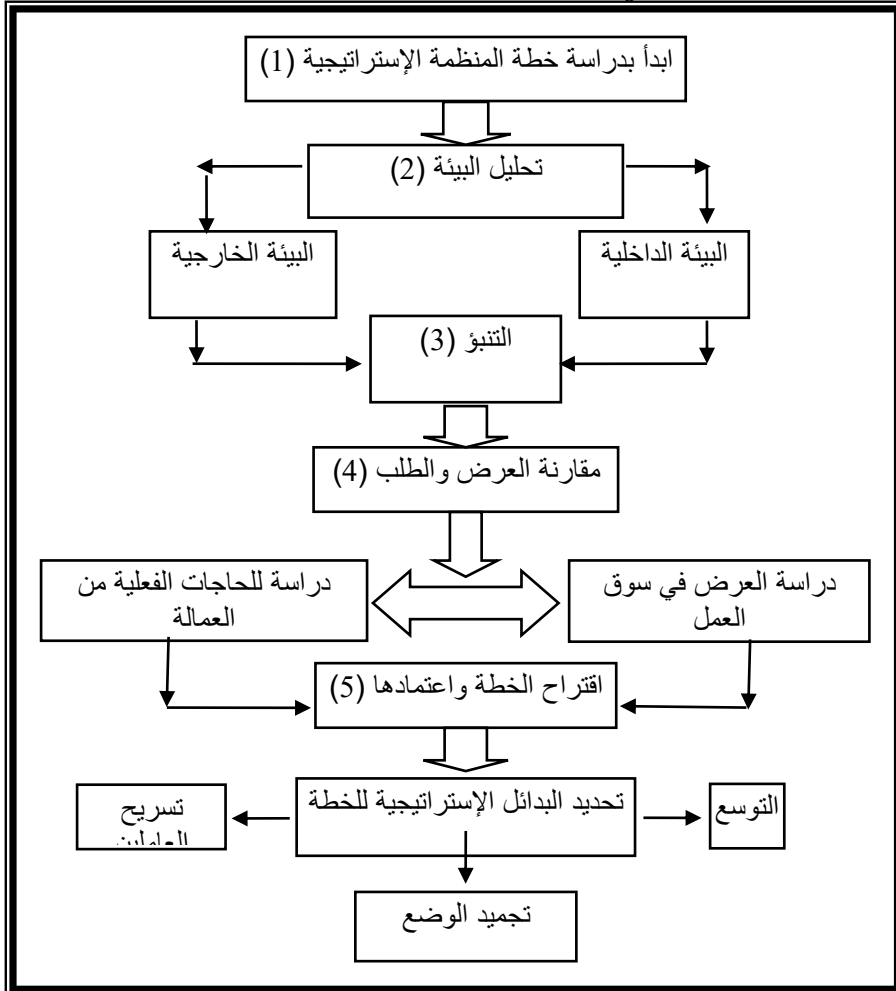 ابدأ بدراسة خطة المنظمة الإستراتيجية (1)
تحليل البيئة (2)
البيئة الداخلية
البيئة الخارجية
التنبؤ (3)
مقارنة العرض والطلب (4)
دراسة العرض في سوق
العمل
دراسة للحاجات الفعلية من
العمالة
اقتراح الخطة واعتمادها (5)
تحديد البدائل الإستراتيجية للخطة
التوسع
تسريح
تجميد الوضع